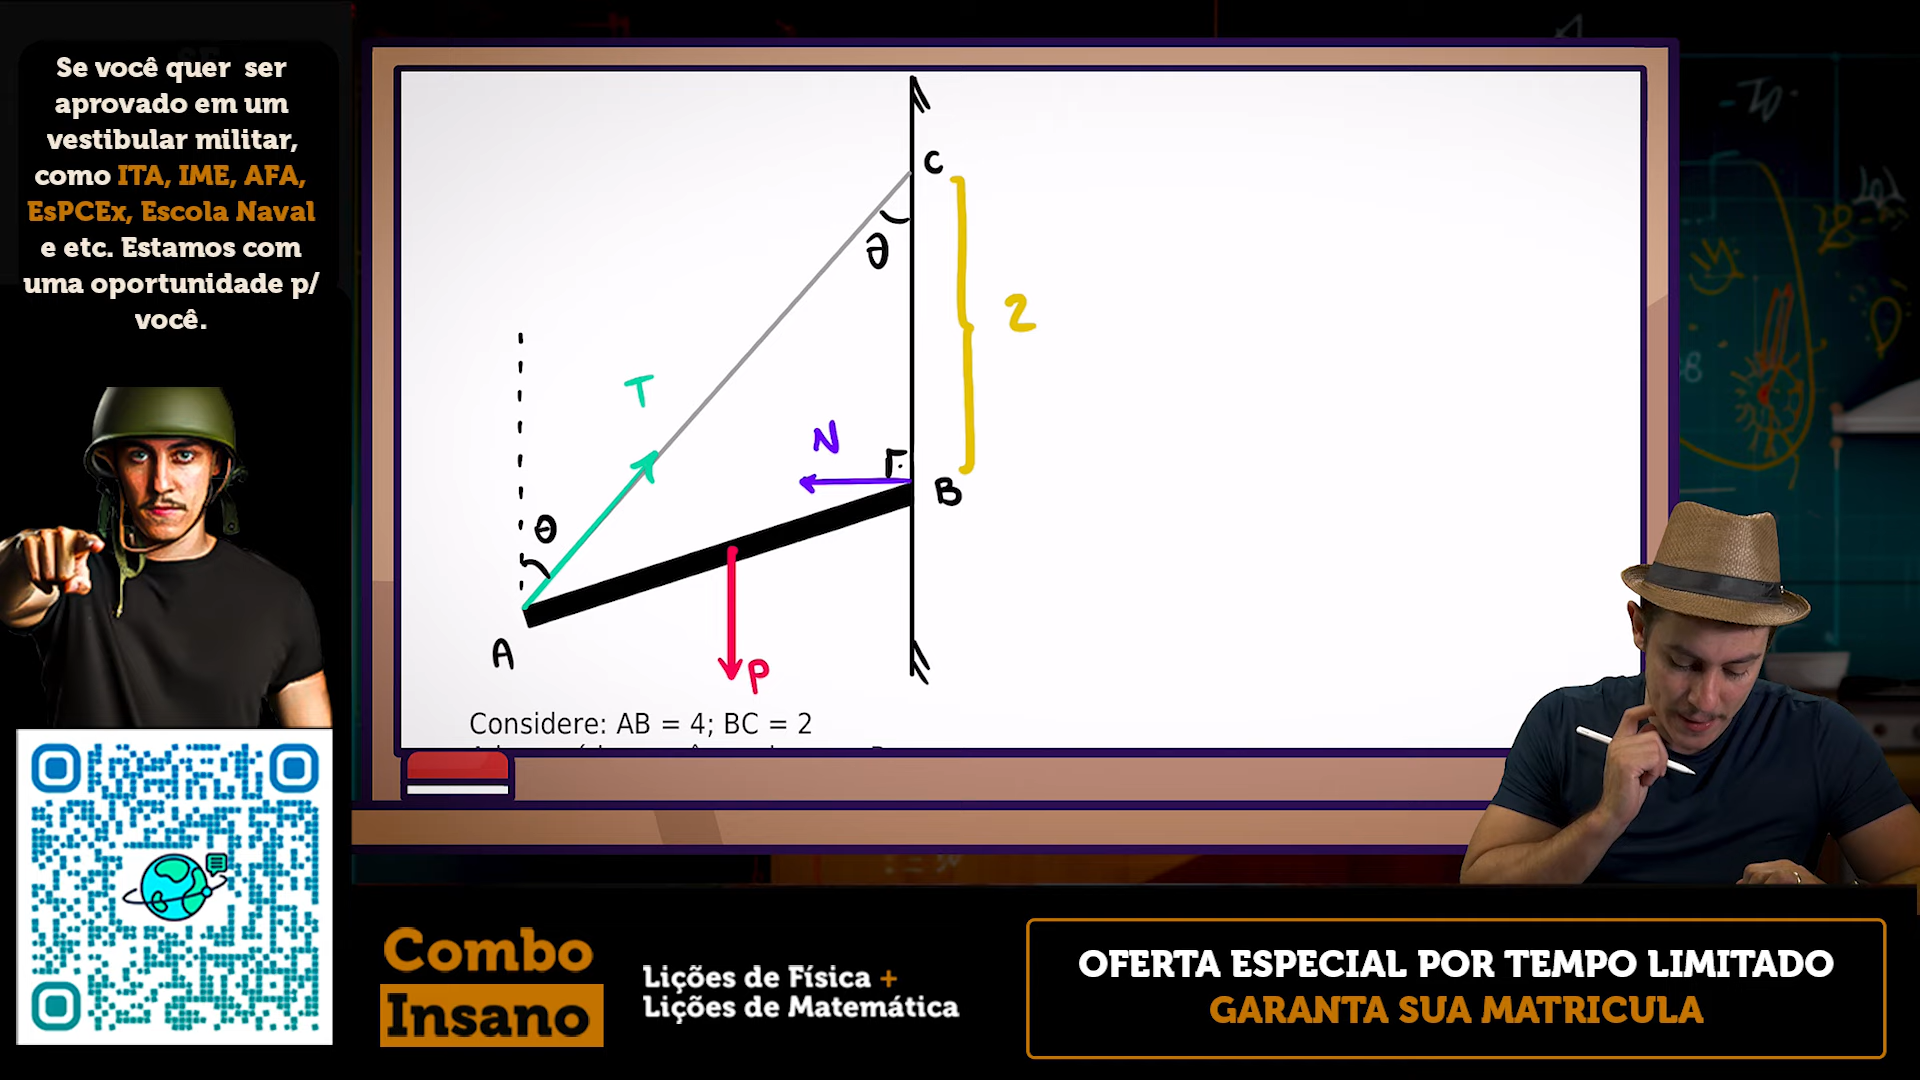 Se você quer ser
aprovado em um
vestibular militar,
como ITA, IME, AFA,
EsPCEx, Escola Naval
e etc. Estamos com
uma oportunidade p/
você.
C
θ
2
T
N
B
θ
A
P
Considere: AB = 4; BC = 2
Combo
Insano
Lições de Física +
Lições de Matemática
OFERTA ESPECIAL POR TEMPO LIMITADO
GARANTA SUA MATRICULA